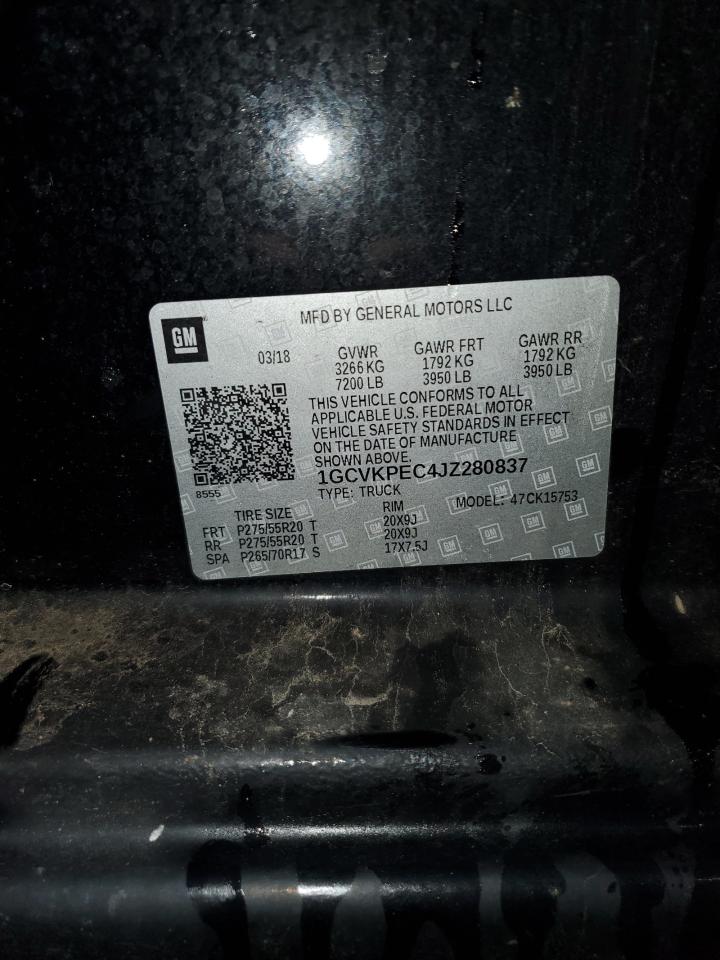 MFD BY GENERAL MOTORS LLC
GM
03/18
GVWR GAWR FRT GAWR RR
3266 KG 1792 KG 1792 KG
7200 LB 3950 LB 3950 LB
THIS VEHICLE CONFORMS TO ALL
APPLICABLE U.S. FEDERAL MOTOR
VEHICLE SAFETY STANDARDS IN EFFECT
ON THE DATE OF MANUFACTURE
SHOWN ABOVE.
1GCVKPEC4JZ280837
8555
TYPE: TRUCK MODEL: 47CK15753
TIRE SIZE RIM
FRT P275/55R20 T 20X9J
RR P275/55R20 T 20X9J
SPA P265/70R17 S 17X7.5J